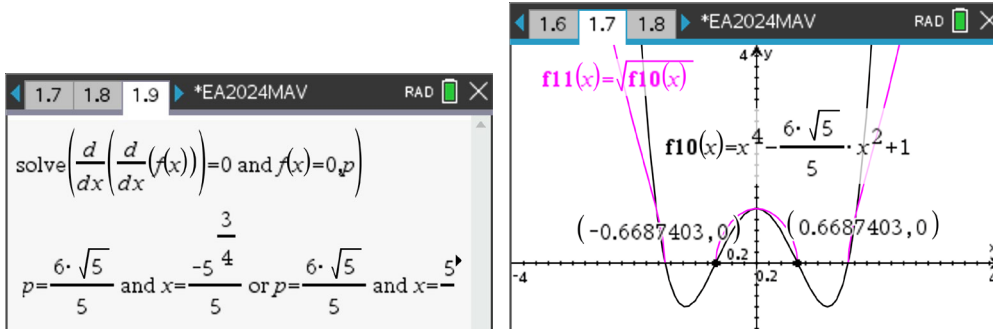 1.7 1.8 1.9 *EA2024MAV RAD
solve(d/dx(d/dx(f(x)))=0 and f(x)=0,p)
p=6·√5/5 and x=-5^(3/4)/5 or p=6·√5/5 and x=5
1.6 1.7 1.8 *EA2024MAV RAD
4 y
f11(x)=√f10(x)
f10(x)=x^4-6·√5/5·x^2+1
(-0.6687403,0) (0.6687403,0)
0.2 x
-4 0.2 4